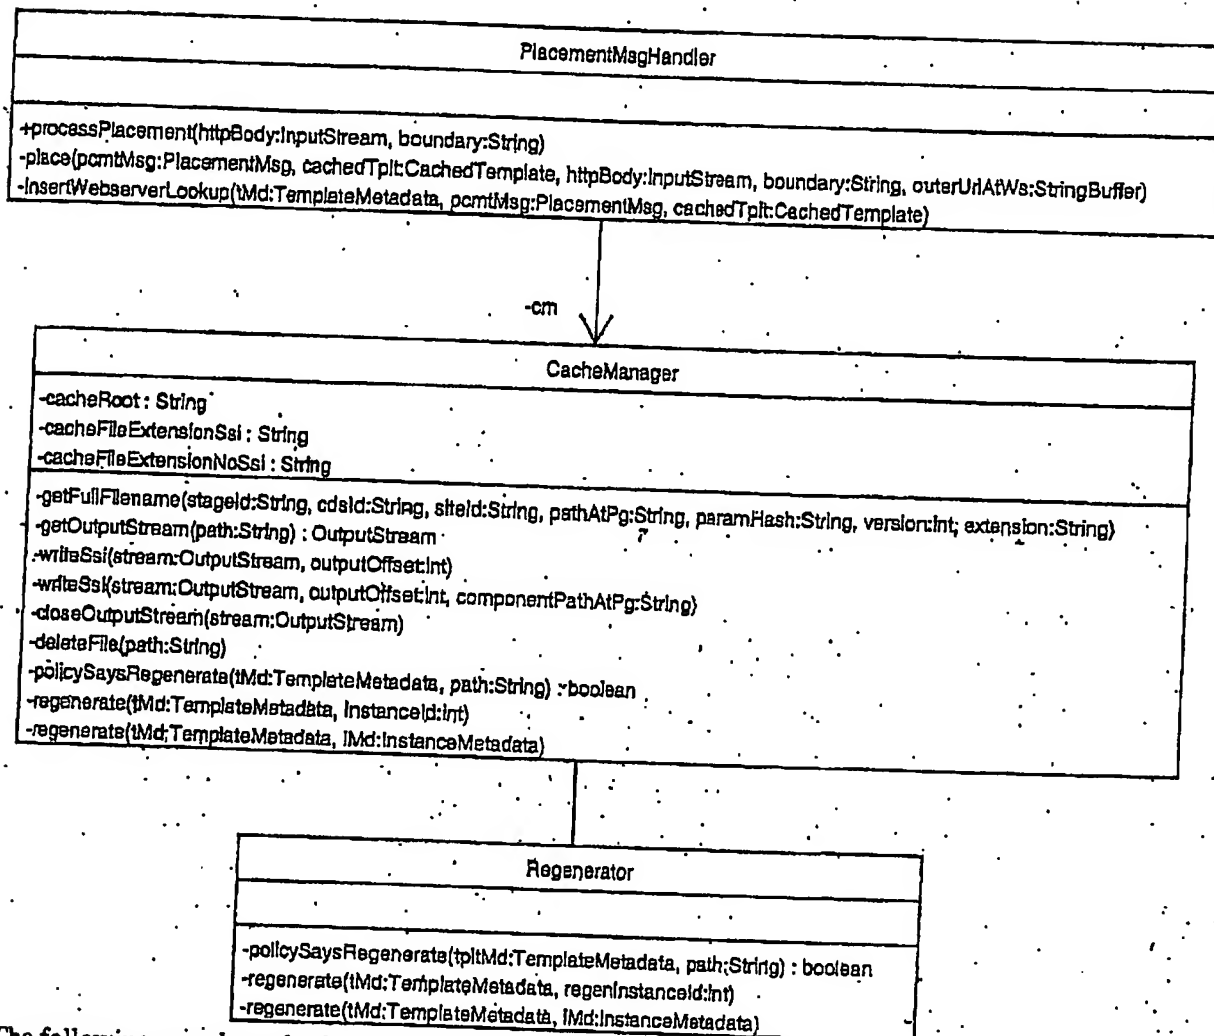 PlacementMsgHandler
+processPlacement(httpBody:InputStream, boundary:String)
-place(pcmtMsg:PlacementMsg, cachedTplt:CachedTemplate, httpBody:InputStream, boundary:String, outerUrlAtWs:StringBuffer)
-insertWebserverLookup(tMd:TemplateMetadata, pcmtMsg:PlacementMsg, cachedTplt:CachedTemplate)
-cm
CacheManager
-cacheRoot : String
-cacheFileExtensionSsi : String
-cacheFileExtensionNoSsi : String
-getFullFilename(stageId:String, cdsId:String, siteId:String, pathAtPg:String, paramHash:String, version:int, extension:String)
-getOutputStream(path:String) : OutputStream
-writeSsi(stream:OutputStream, outputOffset:int)
-writeSsi(stream:OutputStream, outputOffset:int, componentPathAtPg:String)
-closeOutputStream(stream:OutputStream)
-deleteFile(path:String)
-policySaysRegenerate(tMd:TemplateMetadata, path:String) : boolean
-regenerate(tMd:TemplateMetadata, instanceId:int)
-regenerate(tMd:TemplateMetadata, iMd:InstanceMetadata)
Regenerator
-policySaysRegenerate(tpltMd:TemplateMetadata, path:String) : boolean
-regenerate(tMd:TemplateMetadata, regenInstanceId:int)
-regenerate(tMd:TemplateMetadata, iMd:InstanceMetadata)
The following